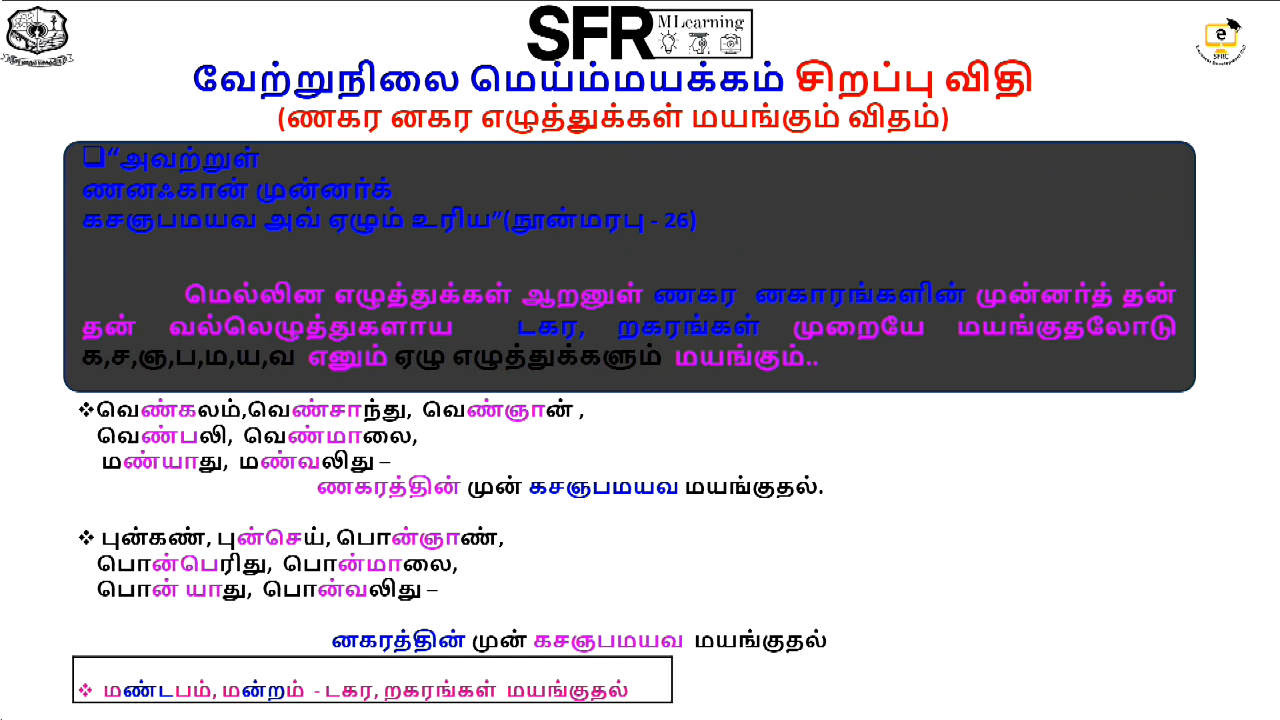 SFR MLearning
வேற்றுநிலை மெய்ம்மயக்கம் சிறப்பு விதி
(ணகர னகர எழுத்துக்கள் மயங்கும் விதம்)
❑“அவற்றுள்
ணனஃகான் முன்னர்க்
கசஞபமயவ அவ் ஏழும் உரிய”(நூன்மரபு - 26)
மெல்லின எழுத்துக்கள் ஆறனுள் ணகர னகாரங்களின் முன்னர்த் தன்
தன் வல்லெழுத்துகளாய டகர, றகரங்கள் முறையே மயங்குதலோடு
க,ச,ஞ,ப,ம,ய,வ எனும் ஏழு எழுத்துக்களும் மயங்கும்..
❖வெண்கலம்,வெண்சாந்து, வெண்ஞான் ,
வெண்பலி, வெண்மாலை,
மண்யாது, மண்வலிது –
ணகரத்தின் முன் கசஞபமயவ மயங்குதல்.
❖ புன்கண், புன்செய், பொன்ஞாண்,
பொன்பெரிது, பொன்மாலை,
பொன் யாது, பொன்வலிது –
னகரத்தின் முன் கசஞபமயவ மயங்குதல்
❖ மண்டபம், மன்றம் - டகர, றகரங்கள் மயங்குதல்